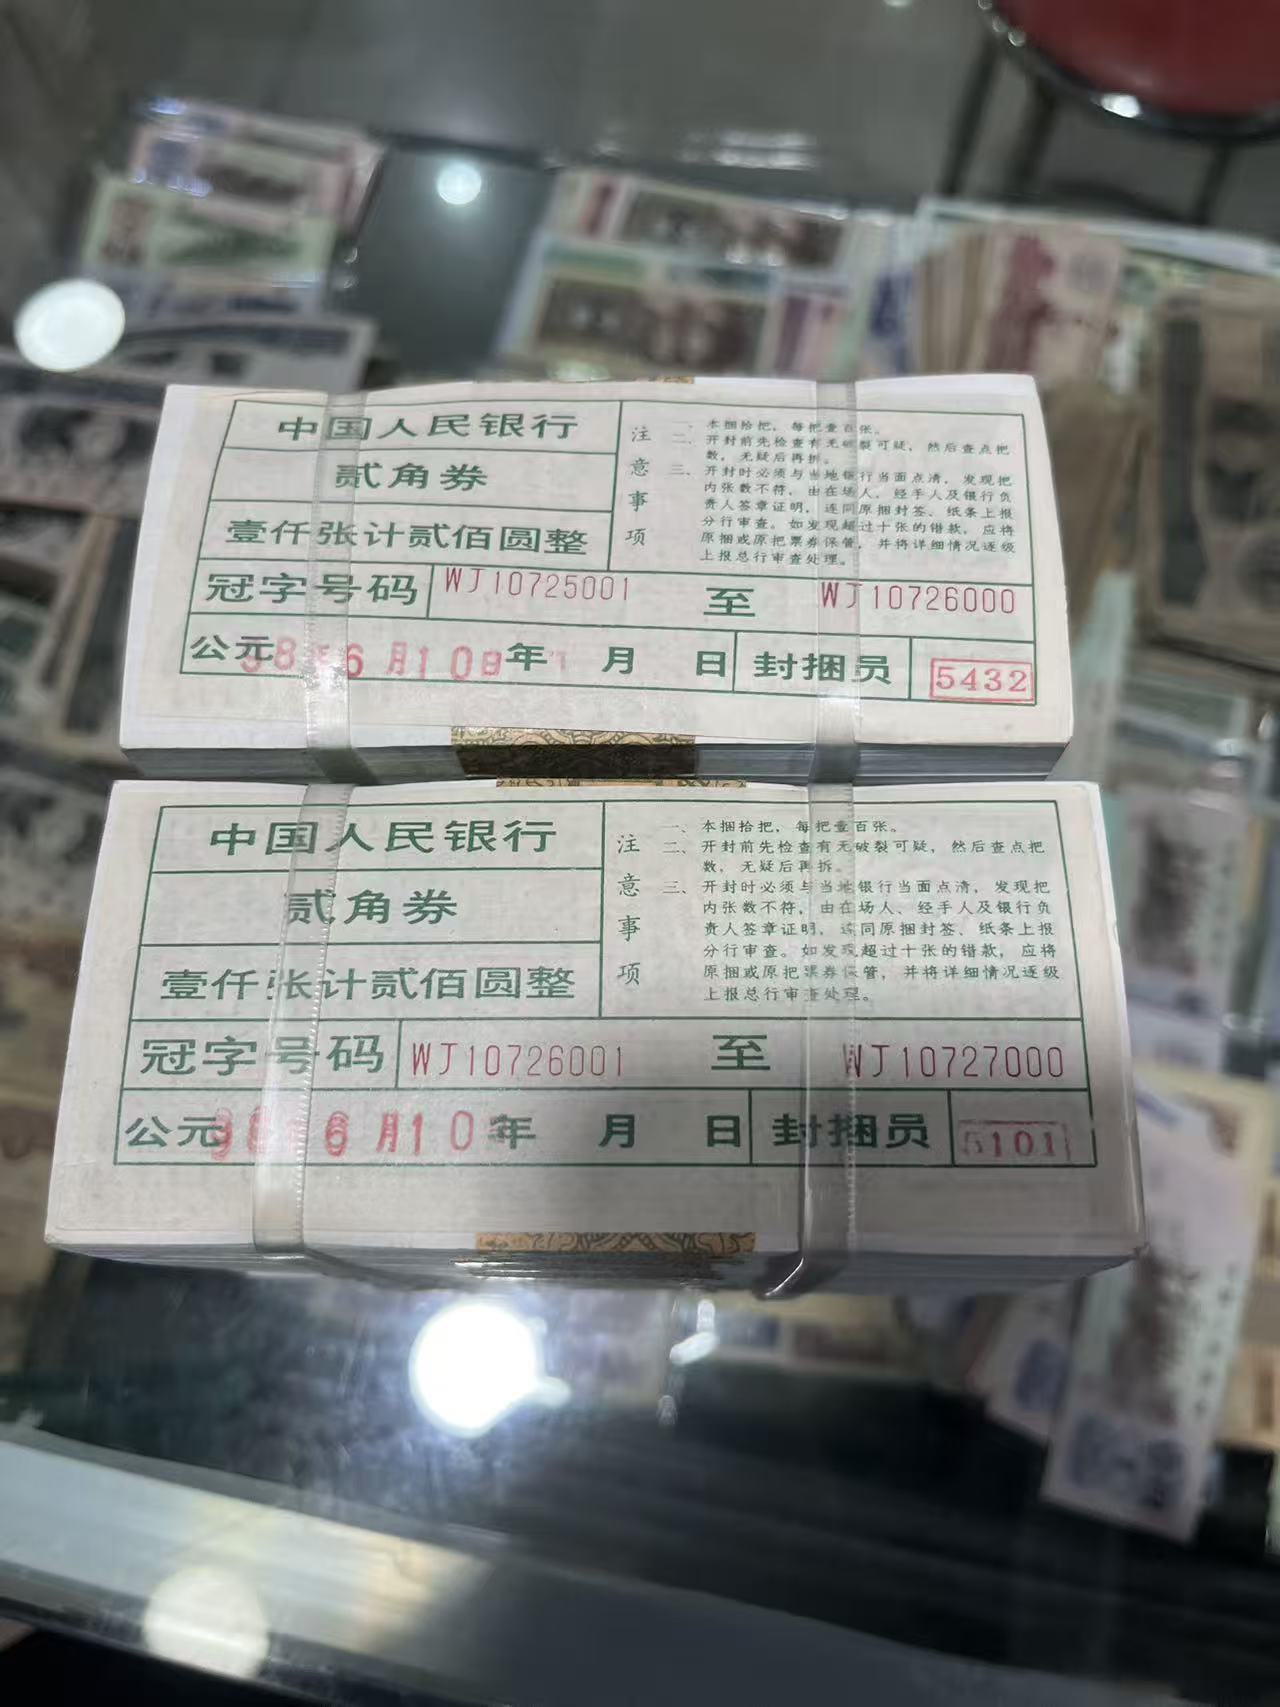 中国人民银行
贰角券
壹仟张计贰佰圆整
注意事项
一、本捆拾把，每把壹百张。
二、开封前先检查有无破裂可疑，然后查点把
数，无疑后再拆。
三、开封时必须与当地银行当面点清，发现把
内张数不符，由在场人、经手人及银行负
责人签章证明，连同原捆封签、纸条上报
分行审查。如发现超过十张的错款，应将
原捆或原把票券保管，并将详细情况逐级
上报总行审查处理。
冠字号码 WJ10725001 至 WJ10726000
公元 98年6月10日 年 月 日 封捆员 5432
中国人民银行
贰角券
壹仟张计贰佰圆整
注意事项
一、本捆拾把，每把壹百张。
二、开封前先检查有无破裂可疑，然后查点把
数，无疑后再拆。
三、开封时必须与当地银行当面点清，发现把
内张数不符，由在场人、经手人及银行负
责人签章证明，连同原捆封签、纸条上报
分行审查。如发现超过十张的错款，应将
原捆或原把票券保管，并将详细情况逐级
上报总行审查处理。
冠字号码 WJ10726001 至 WJ10727000
公元 98 6月10 年 月 日 封捆员 5101